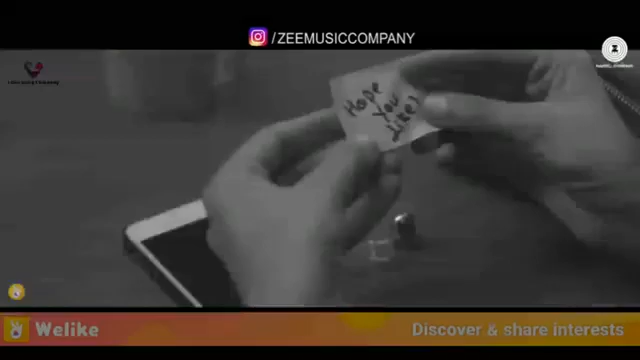 /ZEEMUSICCOMPANY
Hope
You
Like!
Welike
Discover & share interests